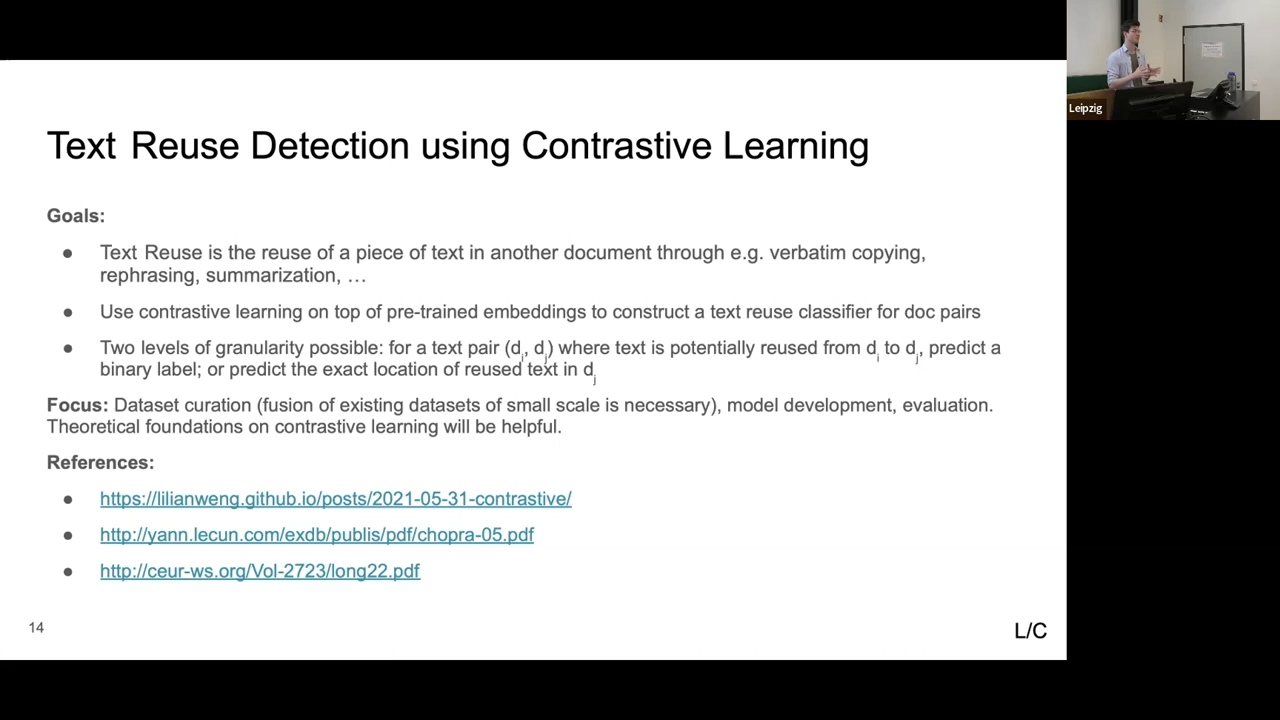 Leipzig
Text Reuse Detection using Contrastive Learning
Goals:
● Text Reuse is the reuse of a piece of text in another document through e.g. verbatim copying,
rephrasing, summarization, …
● Use contrastive learning on top of pre-trained embeddings to construct a text reuse classifier for doc pairs
● Two levels of granularity possible: for a text pair (di, dj) where text is potentially reused from di to dj, predict a
binary label; or predict the exact location of reused text in dj
Focus: Dataset curation (fusion of existing datasets of small scale is necessary), model development, evaluation.
Theoretical foundations on contrastive learning will be helpful.
References:
● https://lilianweng.github.io/posts/2021-05-31-contrastive/
● http://yann.lecun.com/exdb/publis/pdf/chopra-05.pdf
● http://ceur-ws.org/Vol-2723/long22.pdf
14
L/C